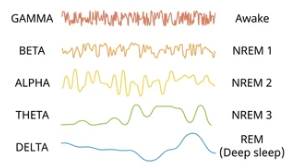 GAMMA Awake
BETA NREM 1
ALPHA NREM 2
THETA NREM 3
DELTA REM
(Deep sleep)